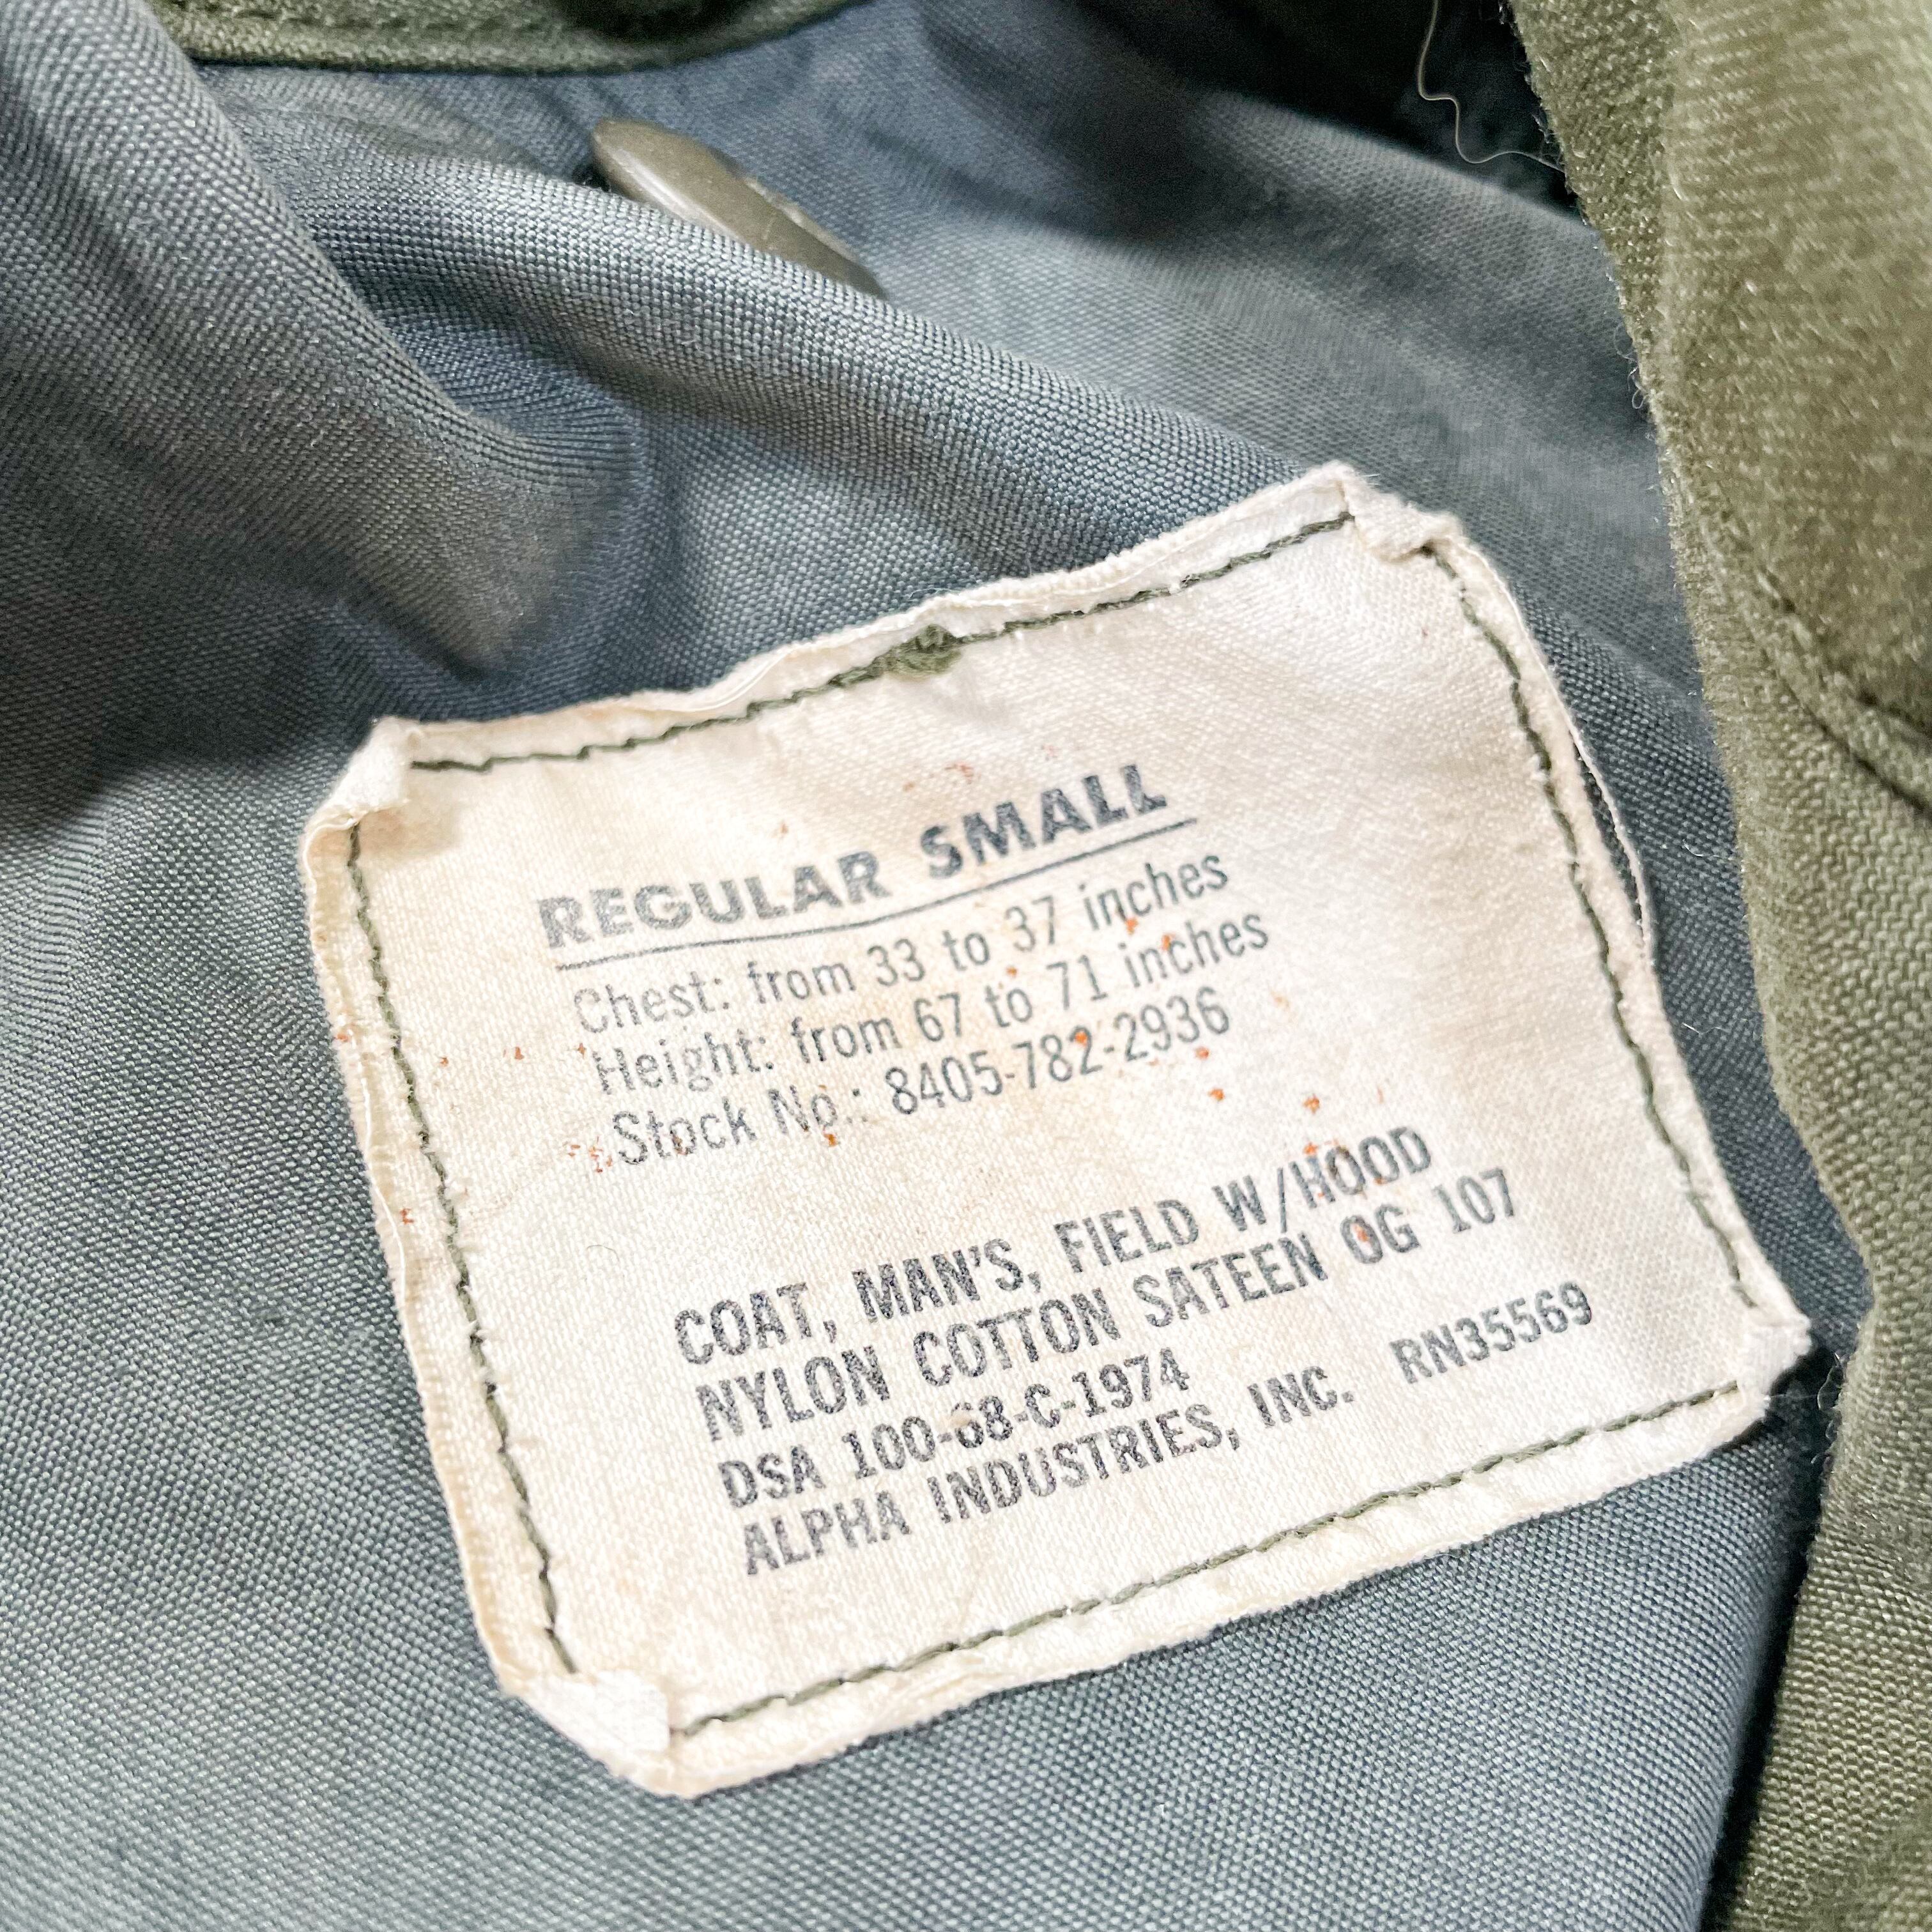 REGULAR SMALL
Chest: from 33 to 37 inches
Height: from 67 to 71 inches
Stock No.: 8405-782-2936
COAT, MAN'S, FIELD W/HOOD
NYLON COTTON SATEEN OG 107
DSA 100-68-C-1974
ALPHA INDUSTRIES, INC. RN35569